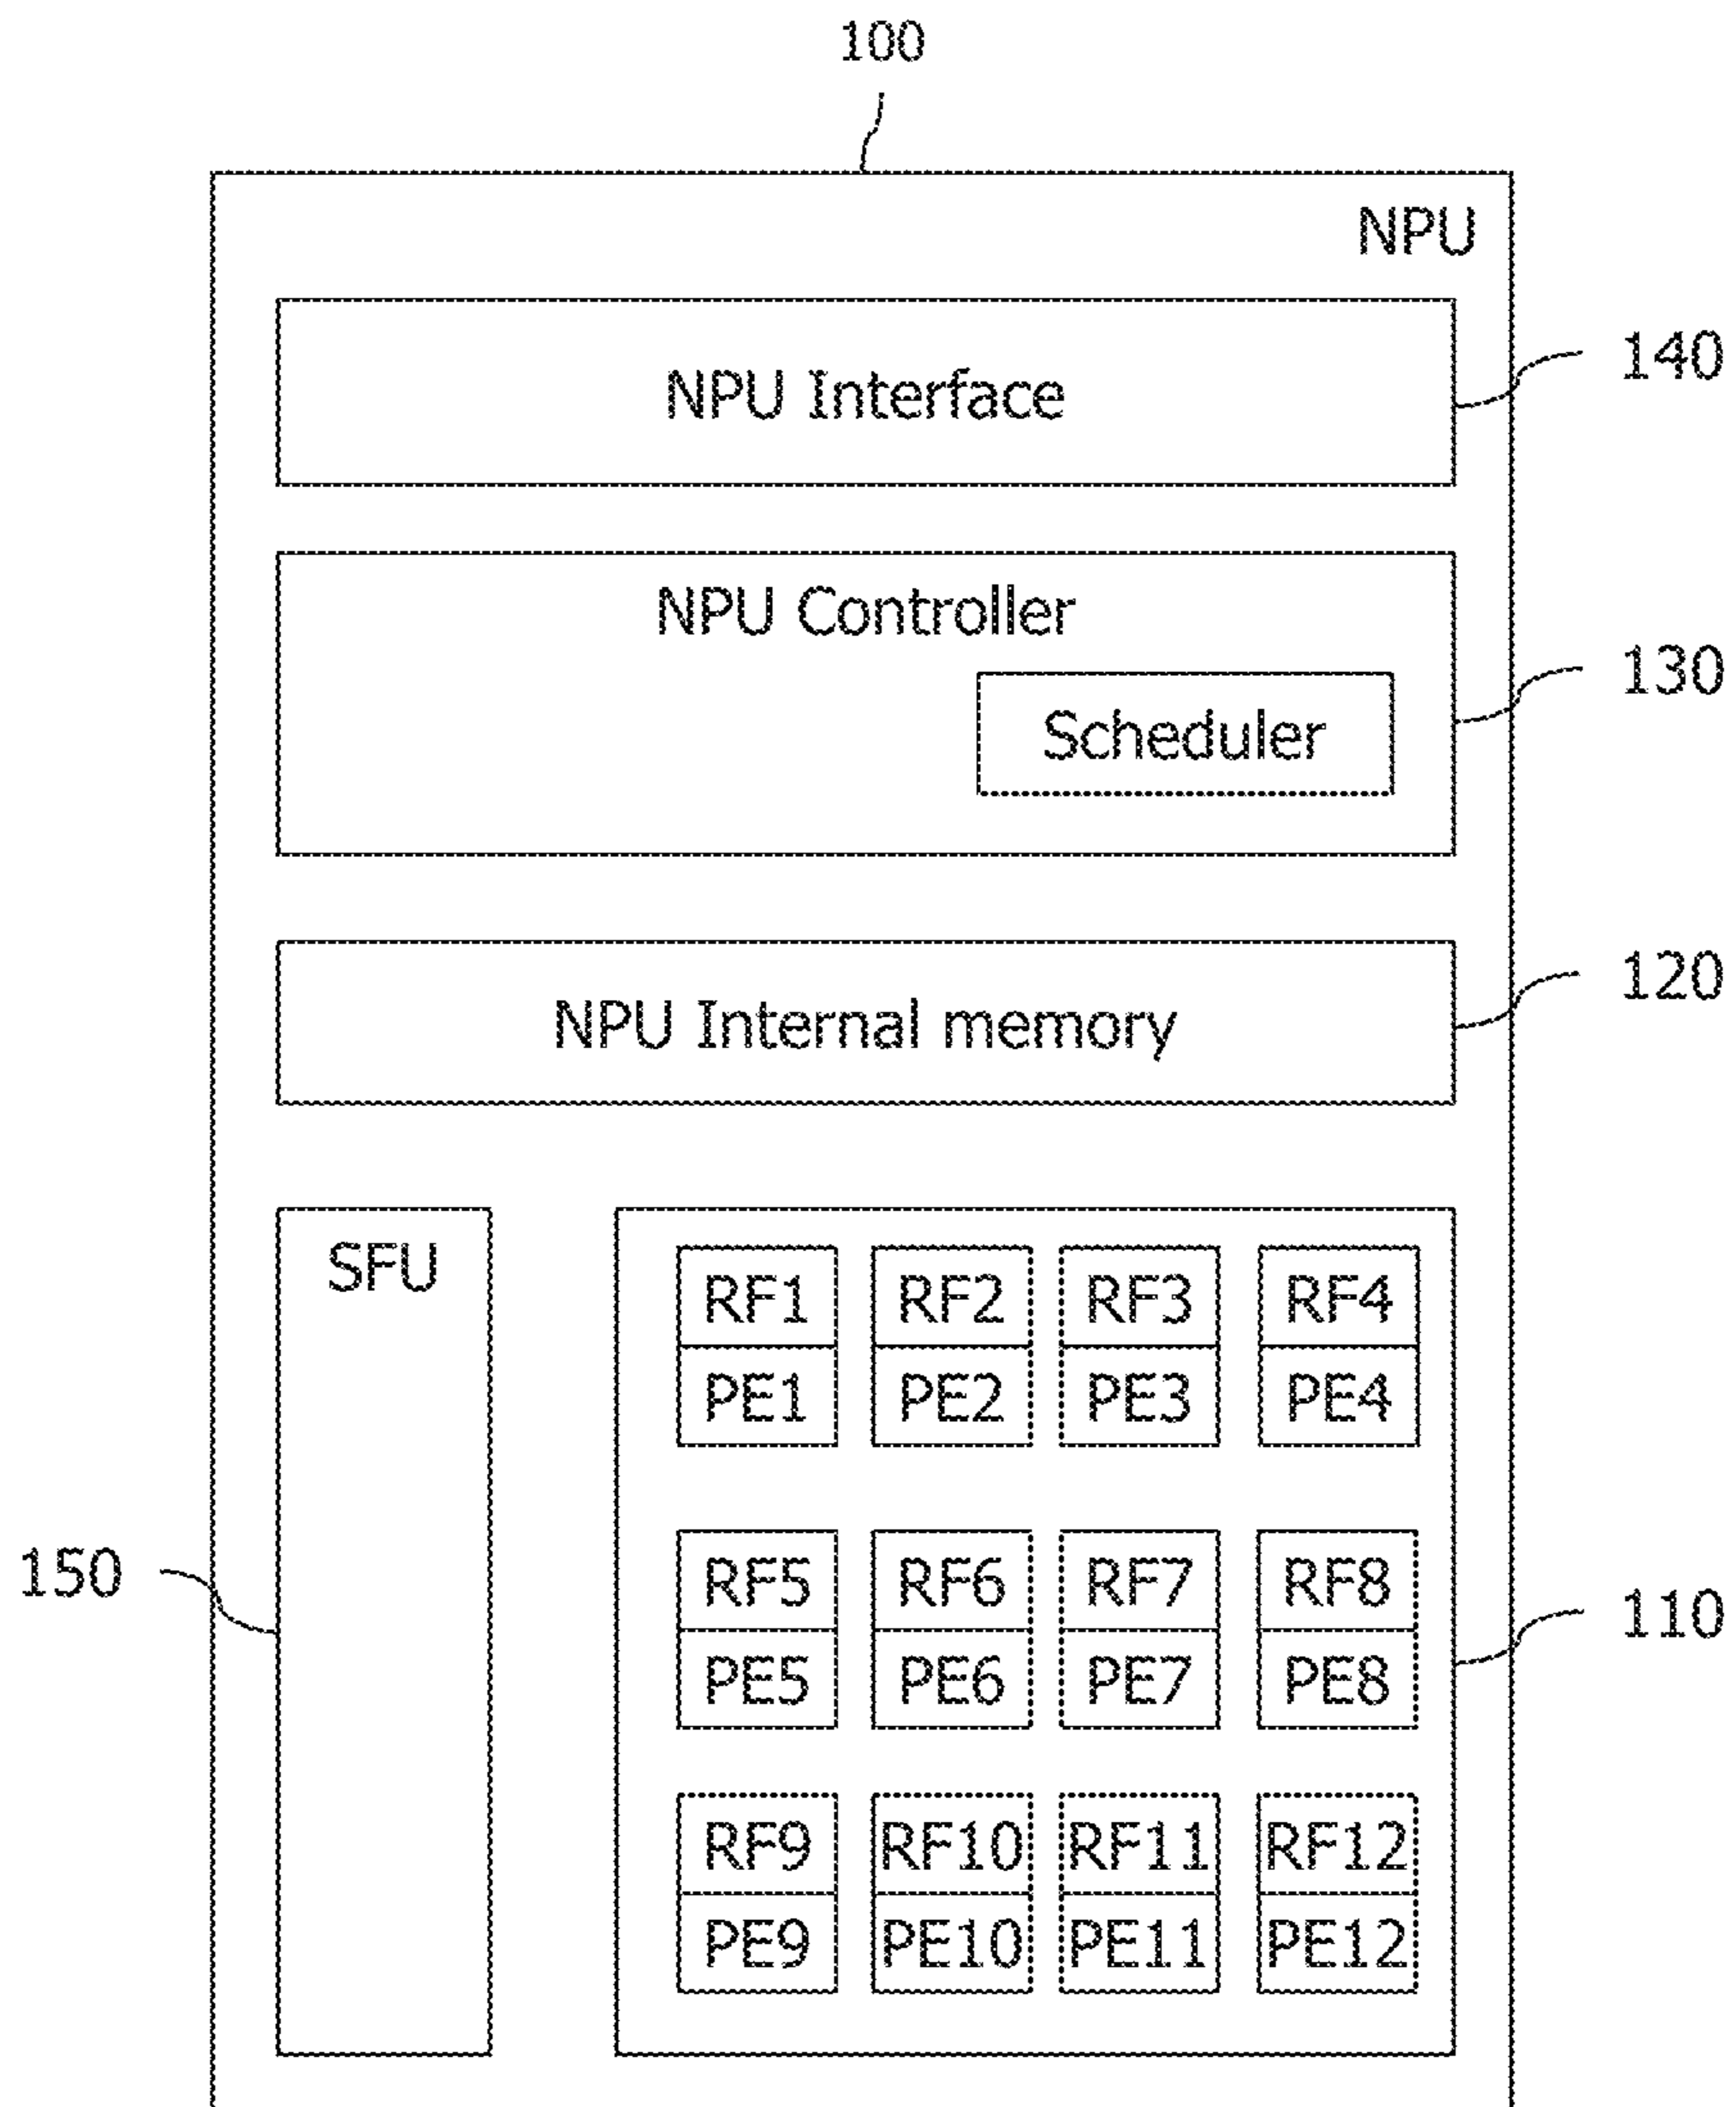 100
NPU
NPU Interface
140
NPU Controller
130
Scheduler
NPU Internal memory
120
SFU
RF1 RF2 RF3 RF4
PE1 PE2 PE3 PE4
150
RF5 RF6 RF7 RF8
110
PE5 PE6 PE7 PE8
RF9 RF10 RF11 RF12
PE9 PE10 PE11 PE12